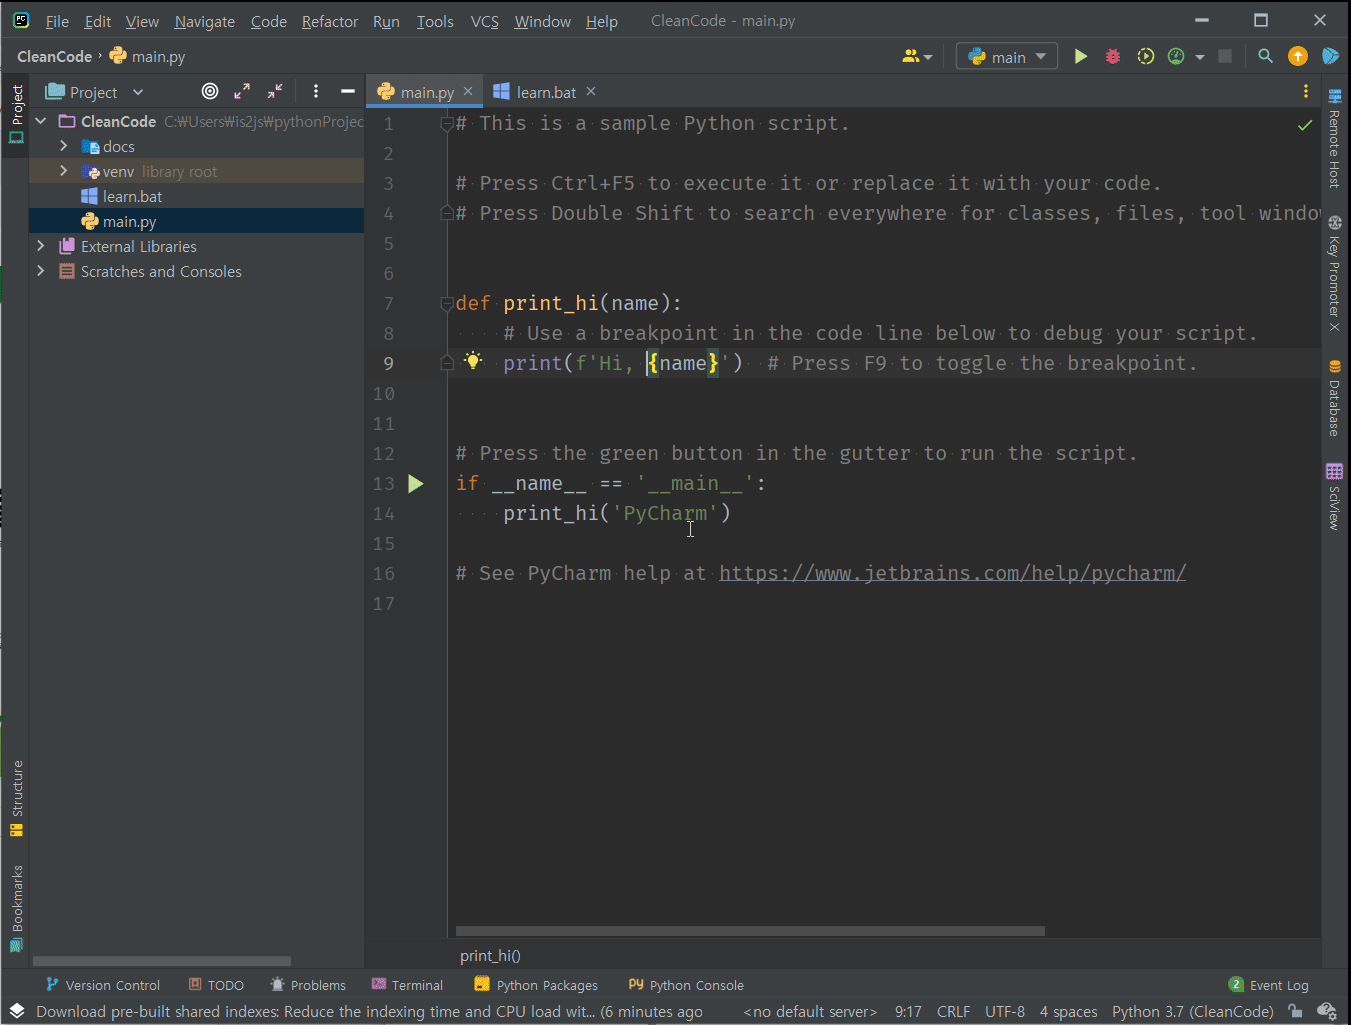 File Edit View Navigate Code Refactor Run Tools VCS Window Help CleanCode - main.py
CleanCode main.py main
Project
Project
main.py
learn.bat
CleanCode C:₩Users₩is2js₩pythonProjec
docs
venv library root
learn.bat
main.py
External Libraries
Scratches and Consoles
1 # This is a sample Python script.
2
3 # Press Ctrl+F5 to execute it or replace it with your code.
4 # Press Double Shift to search everywhere for classes, files, tool window
5
6
7 def print_hi(name):
8 # Use a breakpoint in the code line below to debug your script.
9 print(f'Hi, {name}') # Press F9 to toggle the breakpoint.
10
11
12 # Press the green button in the gutter to run the script.
13 if __name__ == '__main__':
14 print_hi('PyCharm')
15
16 # See PyCharm help at https://www.jetbrains.com/help/pycharm/
17
Remote Host
Key Promoter X
Database
SciView
Structure
Bookmarks
print_hi()
Version Control TODO Problems Terminal Python Packages Python Console 2 Event Log
Download pre-built shared indexes: Reduce the indexing time and CPU load wit... (6 minutes ago <no default server> 9:17 CRLF UTF-8 4 spaces Python 3.7 (CleanCode)